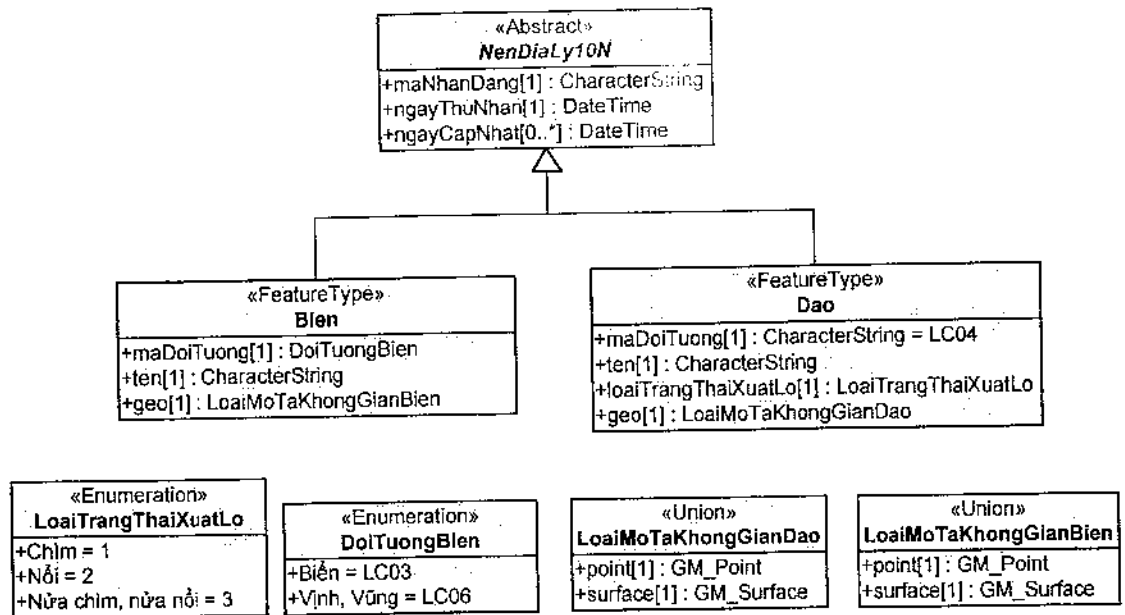 «Abstract»
NenDiaLy10N
+maNhanDang[1] : CharacterString
+ngayThuNhan[1] : DateTime
+ngayCapNhat[0..*] : DateTime
«FeatureType»
Bien
+maDoiTuong[1] : DoiTuongBien
+ten[1] : CharacterString
+geo[1] : LoaiMoTaKhongGianBien
«FeatureType»
Dao
+maDoiTuong[1] : CharacterString = LC04
+ten[1] : CharacterString
+loaiTrangThaiXuatLo[1] : LoaiTrangThaiXuatLo
+geo[1] : LoaiMoTaKhongGianDao
«Enumeration»
LoaiTrangThaiXuatLo
+Chìm = 1
+Nổi = 2
+Nửa chìm, nửa nổi = 3
«Enumeration»
DoiTuongBien
+Biển = LC03
+Vịnh, Vũng = LC06
«Union»
LoaiMoTaKhongGianDao
+point[1] : GM_Point
+surface[1] : GM_Surface
«Union»
LoaiMoTaKhongGianBien
+point[1] : GM_Point
+surface[1] : GM_Surface